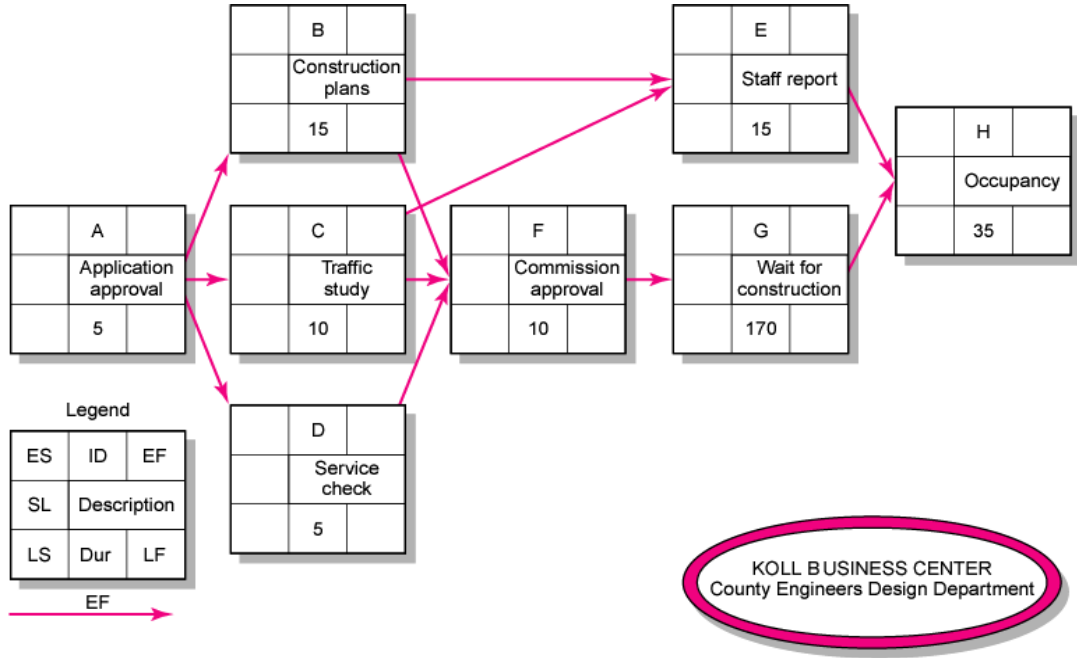 B
Construction
plans
15
E
Staff report
15
H
Occupancy
35
A
Application
approval
5
C
Traffic
study
10
F
Commission
approval
10
G
Wait for
construction
170
D
Service
check
5
Legend
ES ID EF
SL Description
LS Dur LF
EF
KOLL BUSINESS CENTER
County Engineers Design Department